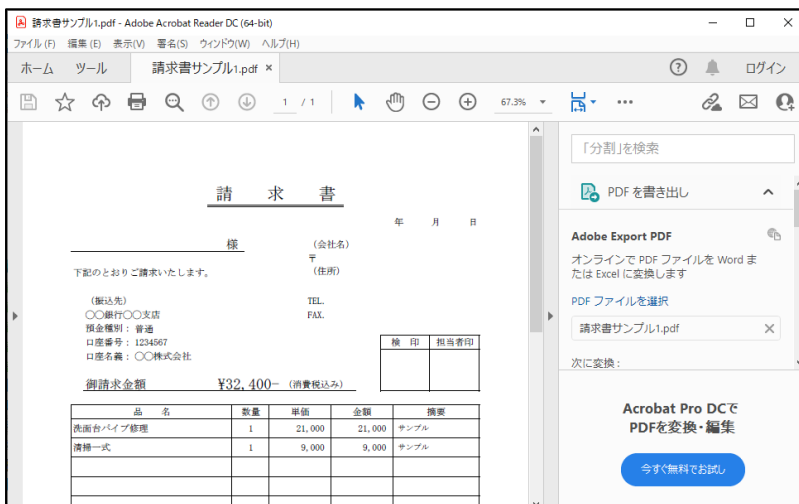 請求書サンプル1.pdf - Adobe Acrobat Reader DC (64-bit)
ファイル(F) 編集(E) 表示(V) 署名(S) ウィンドウ(W) ヘルプ(H)
ホーム ツール 請求書サンプル1.pdf × ログイン
1 / 1 67.3%
「分割」を検索
PDF を書き出し
Adobe Export PDF
オンラインで PDF ファイルを Word または Excel に変換します
PDF ファイルを選択
請求書サンプル1.pdf
次に変換 :
Acrobat Pro DCで
PDFを変換・編集
今すぐ無料でお試し
請 求 書
年 月 日
様
(会社名)
〒
(住所)
下記のとおりご請求いたします。
(振込先)
〇〇銀行〇〇支店
預金種別: 普通
口座番号: 1234567
口座名義: 〇〇株式会社
TEL.
FAX.
検 印 担当者印
御請求金額 ¥32,400− (消費税込み)
品 名 数量 単価 金額 摘要
洗面台パイプ修理 1 21,000 21,000 サンプル
清掃一式 1 9,000 9,000 サンプル